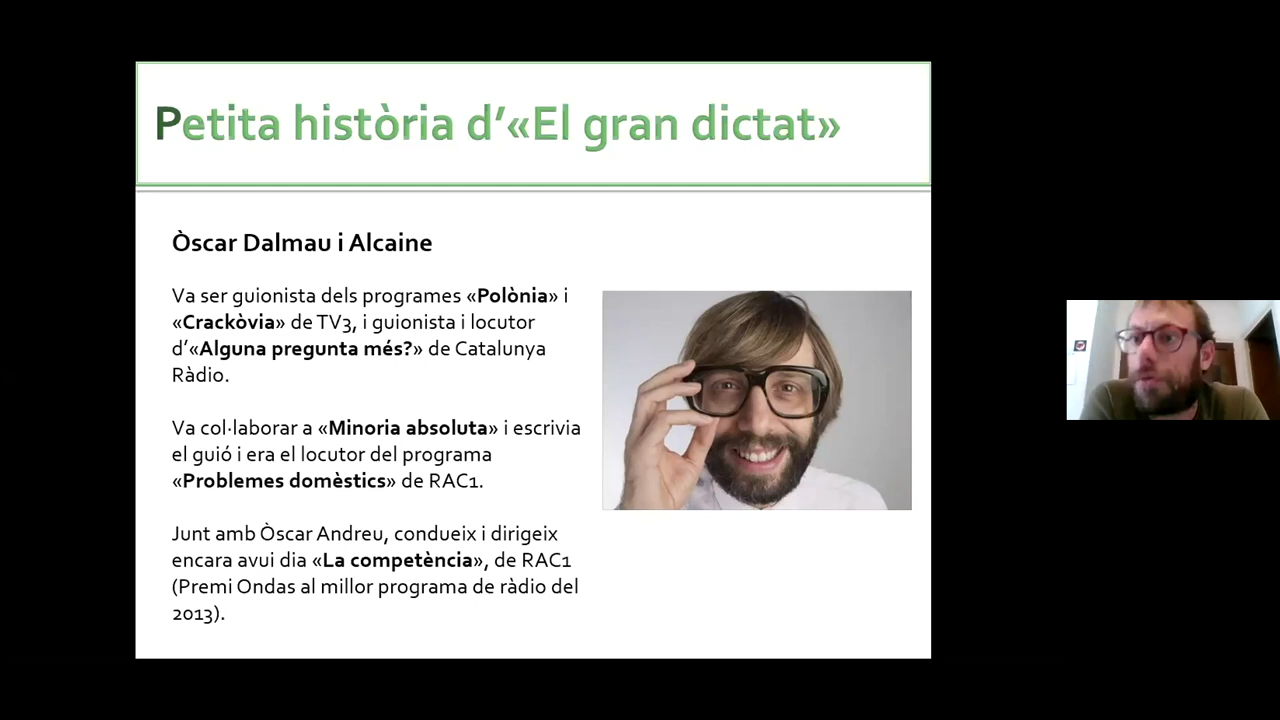 Petita història d’«El gran dictat»
Òscar Dalmau i Alcaine
Va ser guionista dels programes «Polònia» i
«Crackòvia» de TV3, i guionista i locutor
d’«Alguna pregunta més?» de Catalunya
Ràdio.
Va col·laborar a «Minoria absoluta» i escrivia
el guió i era el locutor del programa
«Problemes domèstics» de RAC1.
Junt amb Òscar Andreu, condueix i dirigeix
encara avui dia «La competència», de RAC1
(Premi Ondas al millor programa de ràdio del
2013).